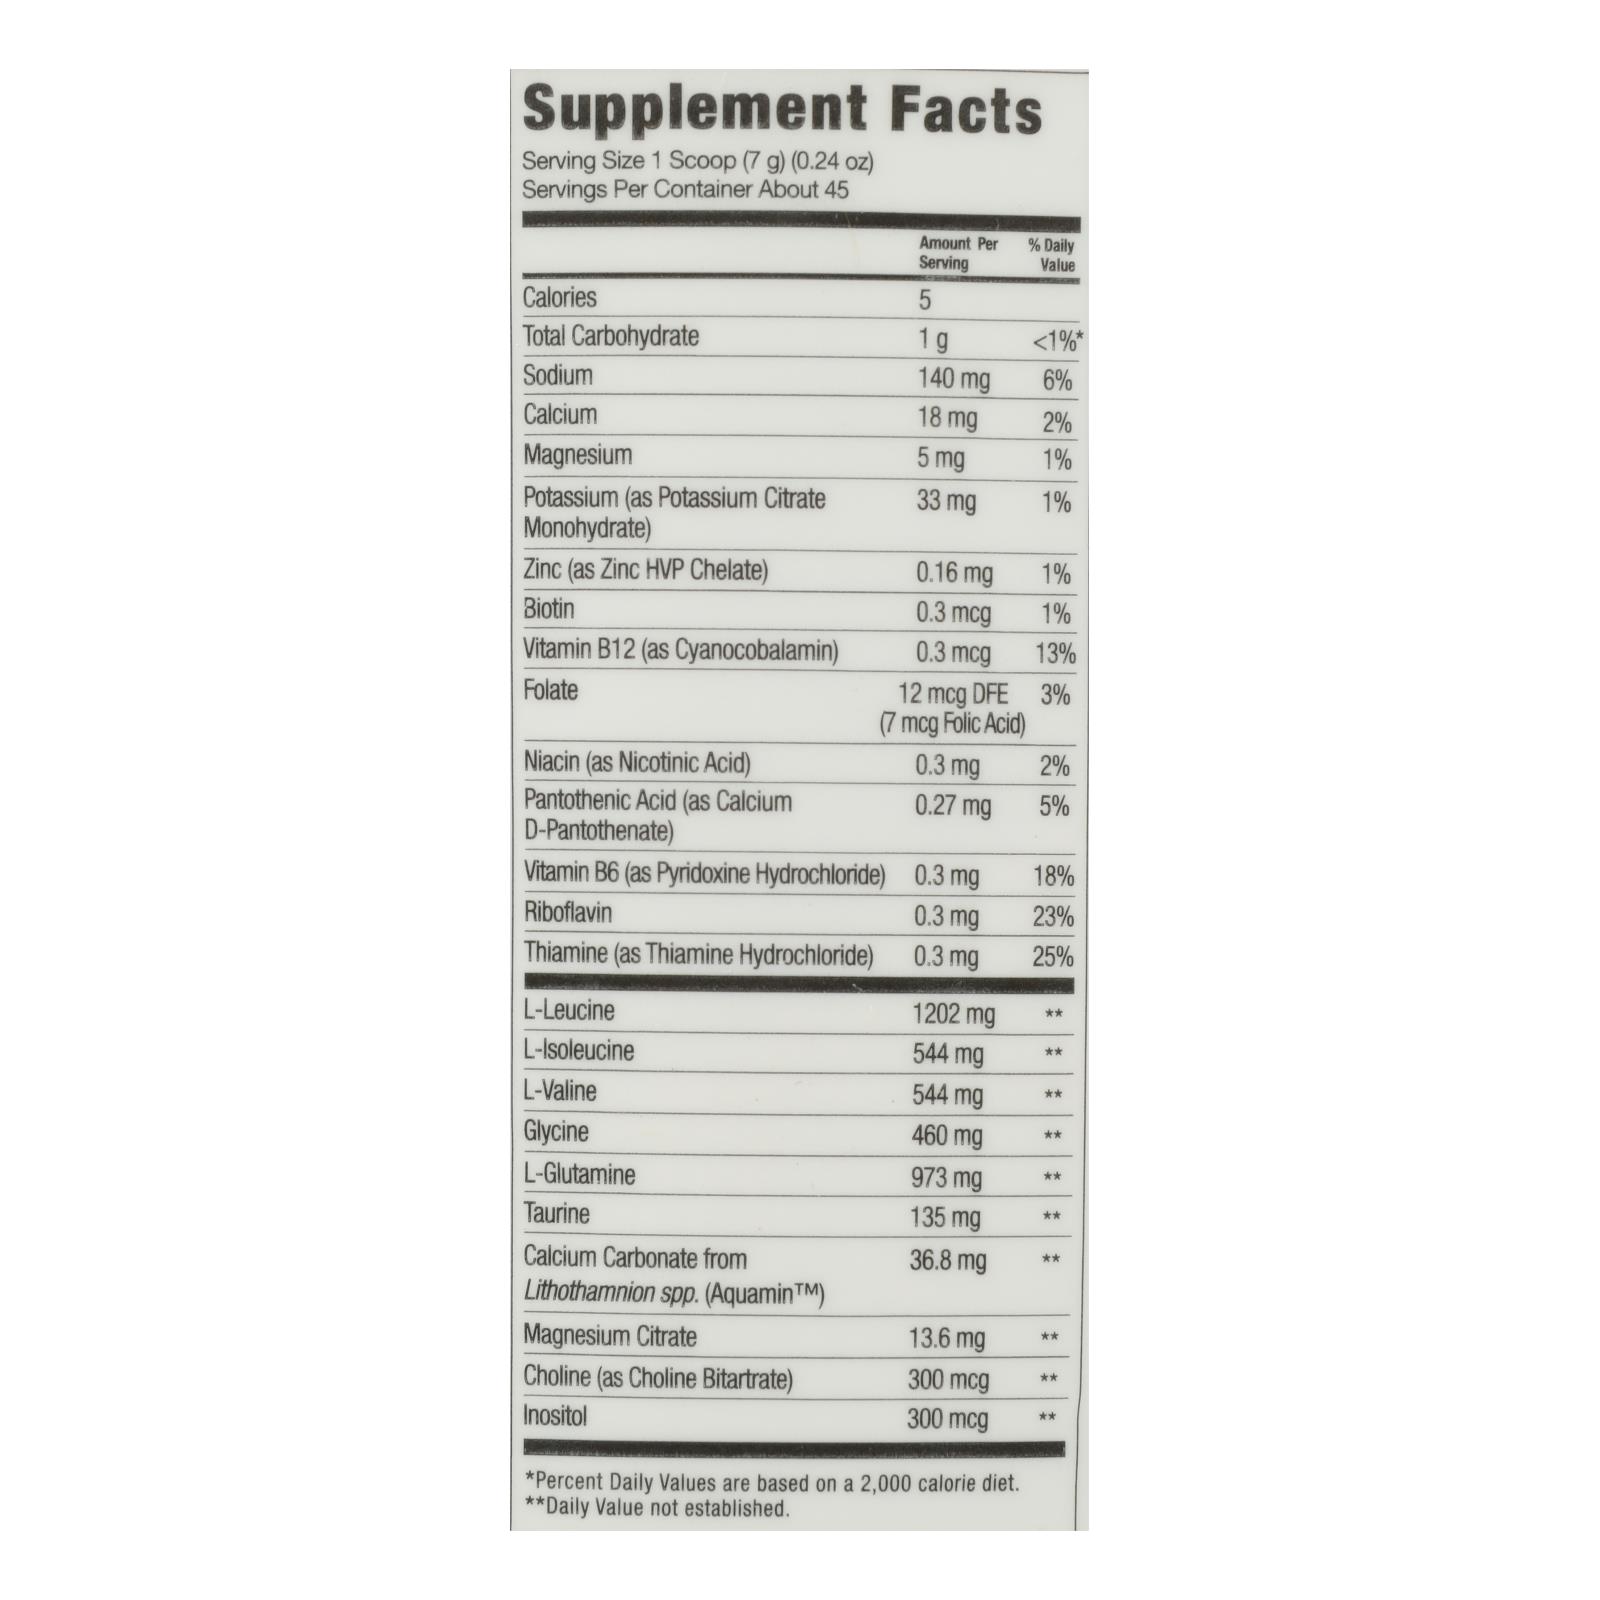 Supplement Facts
Serving Size 1 Scoop (7 g) (0.24 oz)
Servings Per Container About 45
Amount Per Serving % Daily Value
Calories 5
Total Carbohydrate 1 g <1%*
Sodium 140 mg 6%
Calcium 18 mg 2%
Magnesium 5 mg 1%
Potassium (as Potassium Citrate 33 mg 1%
Monohydrate)
Zinc (as Zinc HVP Chelate) 0.16 mg 1%
Biotin 0.3 mcg 1%
Vitamin B12 (as Cyanocobalamin) 0.3 mcg 13%
Folate 12 mcg DFE 3%
(7 mcg Folic Acid)
Niacin (as Nicotinic Acid) 0.3 mg 2%
Pantothenic Acid (as Calcium 0.27 mg 5%
D-Pantothenate)
Vitamin B6 (as Pyridoxine Hydrochloride) 0.3 mg 18%
Riboflavin 0.3 mg 23%
Thiamine (as Thiamine Hydrochloride) 0.3 mg 25%
L-Leucine 1202 mg **
L-Isoleucine 544 mg **
L-Valine 544 mg **
Glycine 460 mg **
L-Glutamine 973 mg **
Taurine 135 mg **
Calcium Carbonate from 36.8 mg **
Lithothamnion spp. (Aquamin™)
Magnesium Citrate 13.6 mg **
Choline (as Choline Bitartrate) 300 mcg **
Inositol 300 mcg **
*Percent Daily Values are based on a 2,000 calorie diet.
**Daily Value not established.